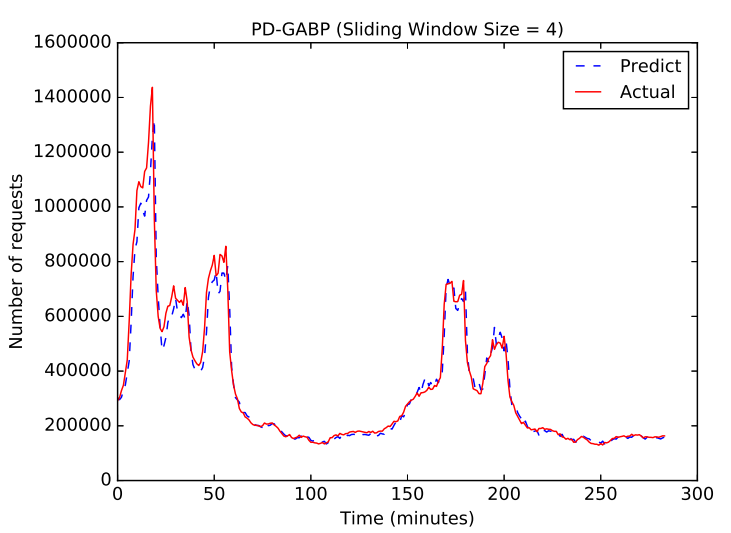 PD-GABP (Sliding Window Size = 4)
1600000
1400000
1200000
1000000
800000
600000
400000
200000
0
Number of requests
Predict
Actual
0 50 100 150 200 250 300
Time (minutes)